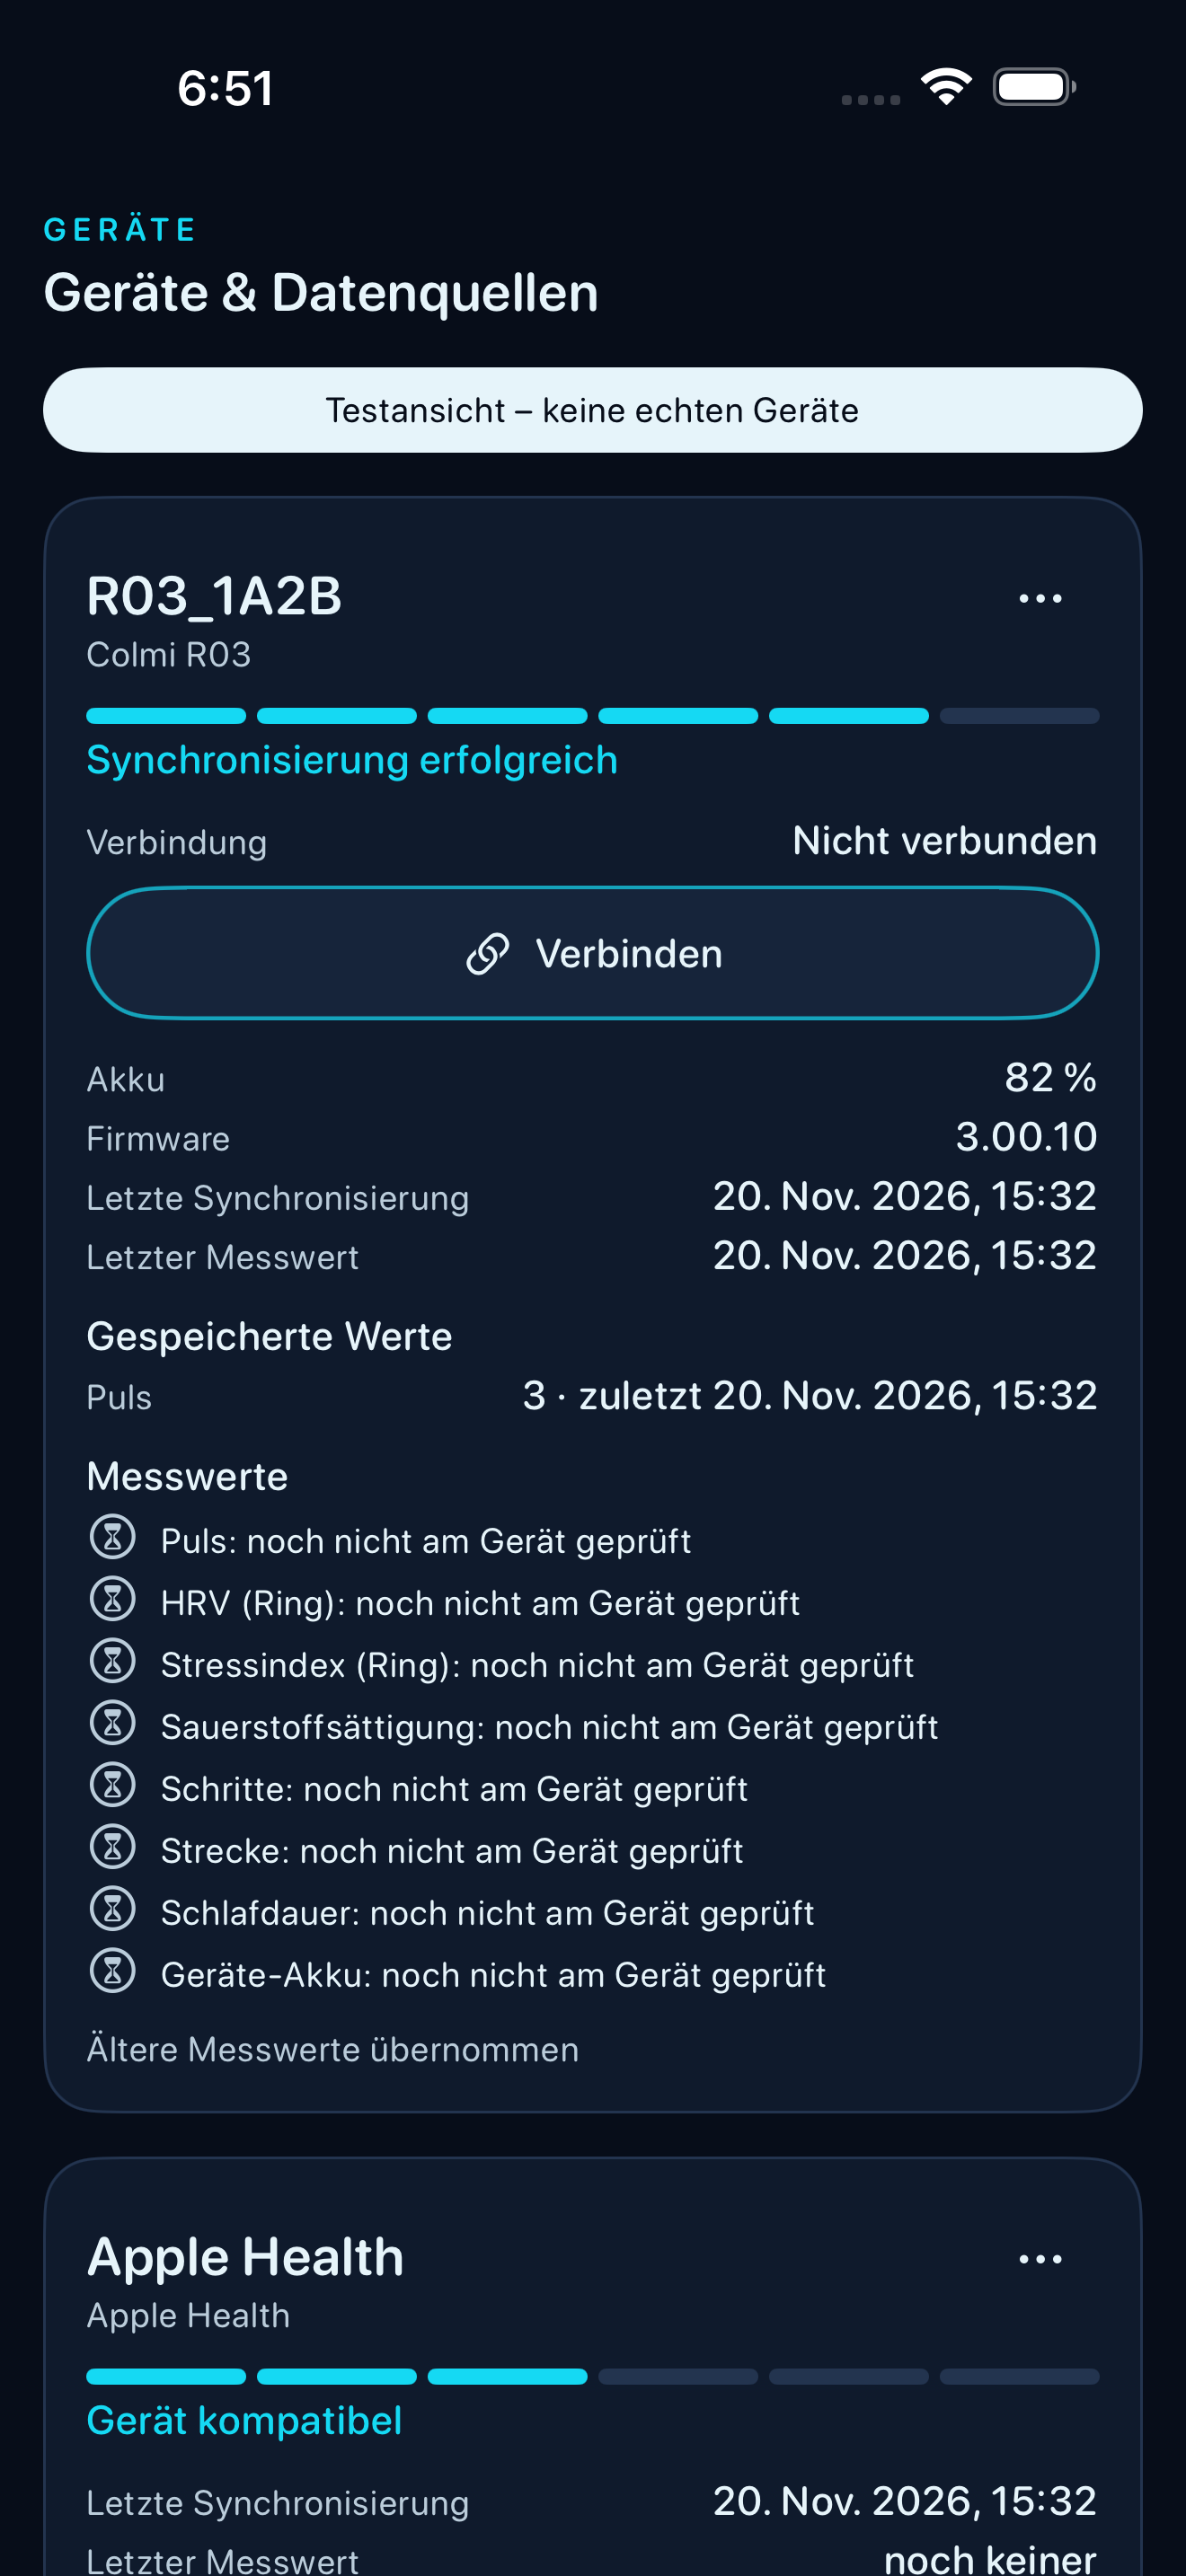 6:51
GERÄTE
Geräte & Datenquellen
Testansicht – keine echten Geräte
R03_1A2B
Colmi R03
Synchronisierung erfolgreich
Verbindung Nicht verbunden
Verbinden
Akku 82 %
Firmware 3.00.10
Letzte Synchronisierung 20. Nov. 2026, 15:32
Letzter Messwert 20. Nov. 2026, 15:32
Gespeicherte Werte
Puls 3 · zuletzt 20. Nov. 2026, 15:32
Messwerte
Puls: noch nicht am Gerät geprüft
HRV (Ring): noch nicht am Gerät geprüft
Stressindex (Ring): noch nicht am Gerät geprüft
Sauerstoffsättigung: noch nicht am Gerät geprüft
Schritte: noch nicht am Gerät geprüft
Strecke: noch nicht am Gerät geprüft
Schlafdauer: noch nicht am Gerät geprüft
Geräte-Akku: noch nicht am Gerät geprüft
Ältere Messwerte übernommen
Apple Health
Apple Health
Gerät kompatibel
Letzte Synchronisierung 20. Nov. 2026, 15:32
Letzter Messwert noch keiner